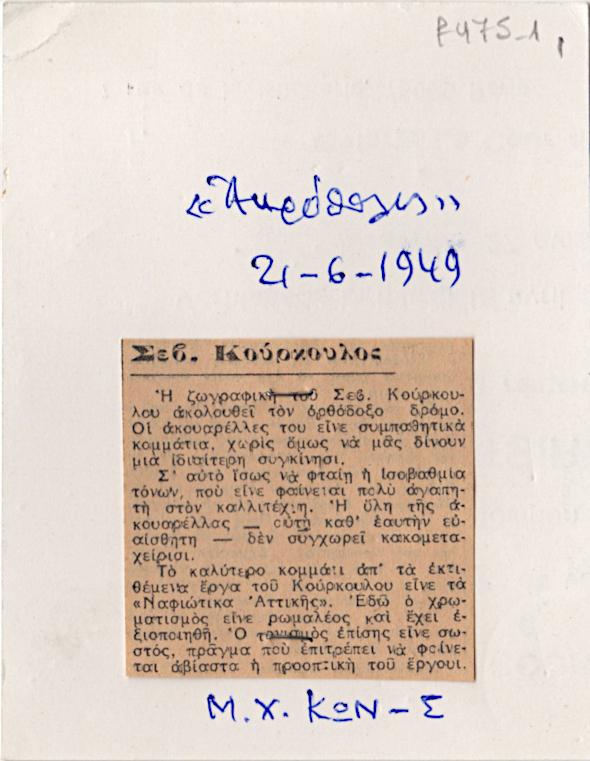 P475-1,
«Ἀκρόπολις»
21-6-1949
Σεβ. Κούρκουλος
Ἡ ζωγραφικὴ τοῦ Σεβ. Κούρκου-
λου ἀκολουθεῖ τὸν ὀρθόδοξο δρόμο.
Οἱ ἀκουαρέλλες του εἶνε συμπαθητικὰ
κομμάτια, χωρὶς ὅμως νὰ μᾶς δίνουν
μιὰ ἰδιαίτερη συγκίνησι.
Σ' αὐτὸ ἴσως νὰ φταίη ἡ ἰσοβαθμία
τόνων, ποὺ εἶνε φαίνεται πολὺ ἀγαπη-
τὴ στὸν καλλιτέχνη. Ἡ ὕλη τῆς ἀ-
κουαρέλλας — αὐτὴ καθ' ἑαυτὴν εὐ-
αίσθητη — δὲν συγχωρεῖ κακομετα-
χείρισι.
Τὸ καλύτερο κομμάτι ἀπ' τὰ ἐκτι-
θέμενα ἔργα τοῦ Κούρκουλου εἶνε τὰ
«Ναφιώτικα Ἀττικῆς». Ἐδῶ ὁ χρω-
ματισμὸς εἶνε ρωμαλέος καὶ ἔχει ἐ-
ξιοποιηθῆ. Ὁ τονισμὸς ἐπίσης εἶνε σω-
στός, πρᾶγμα ποὺ ἐπιτρέπει νὰ φαίνε-
ται ἀβίαστα ἡ προοπτικὴ τοῦ ἔργου.
Μ.Χ. ΚΩΝ-Σ